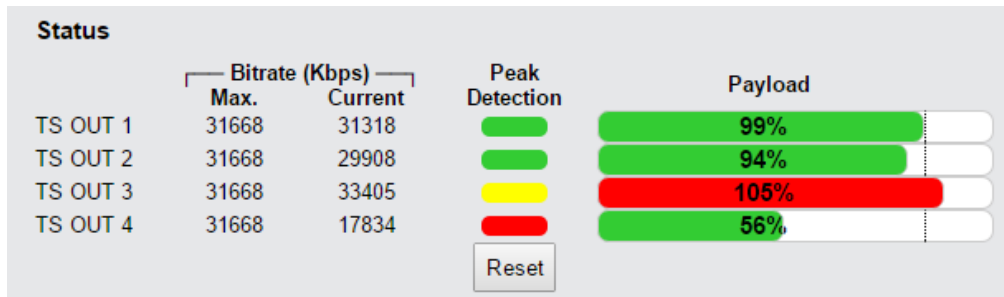 Status
Bitrate (Kbps) Peak
Max. Current Detection Payload
TS OUT 1 31668 31318 99%
TS OUT 2 31668 29908 94%
TS OUT 3 31668 33405 105%
TS OUT 4 31668 17834 56%
Reset